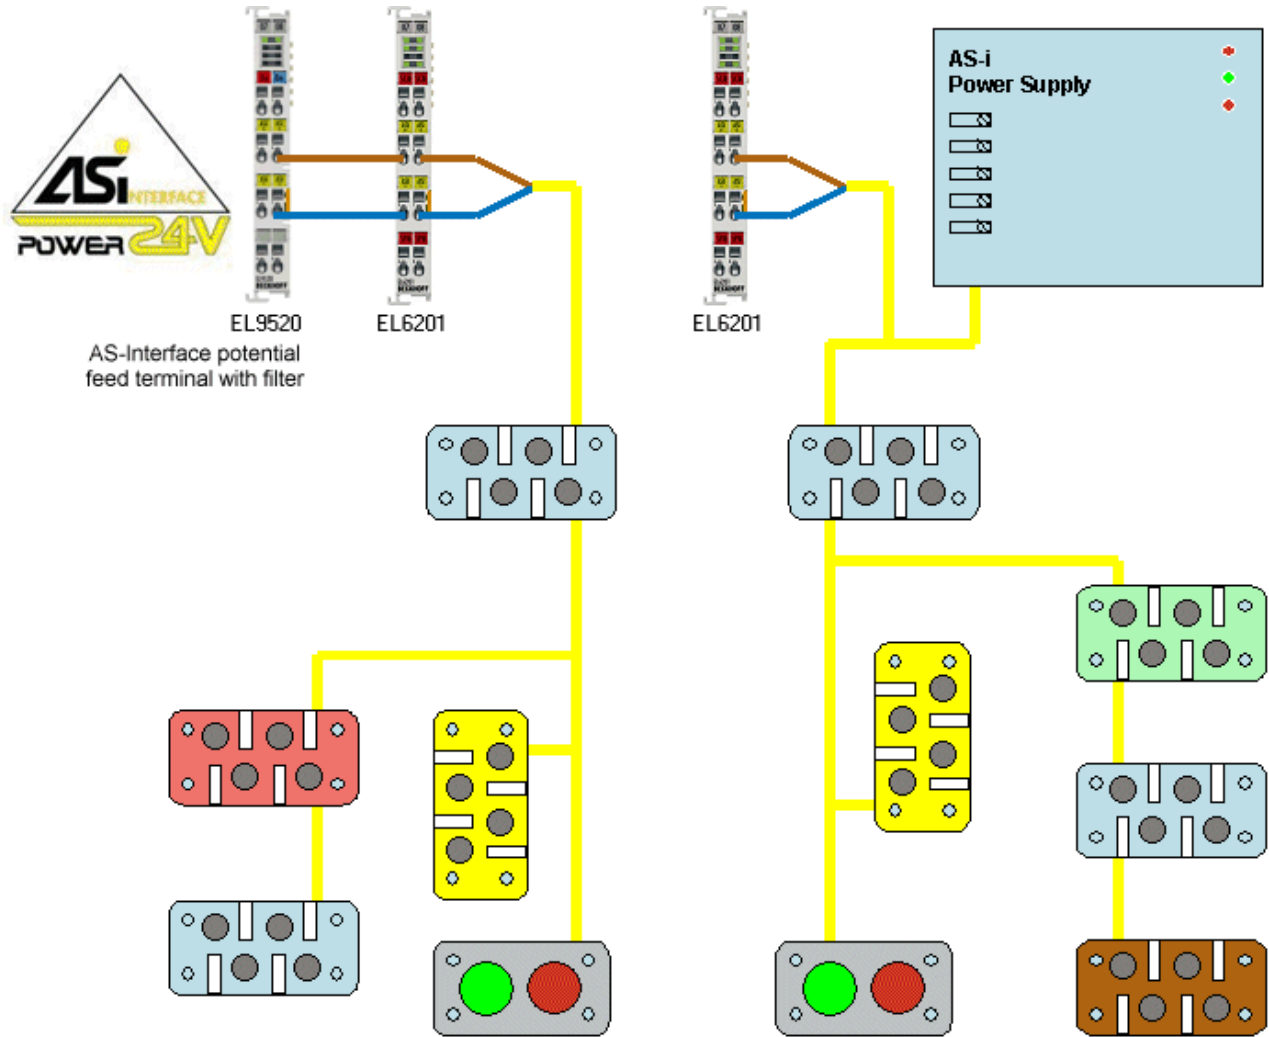 AS-i
Power Supply
ASi
INTERFACE
POWER 24V
EL9520
EL6201
EL6201
AS-Interface potential
feed terminal with filter